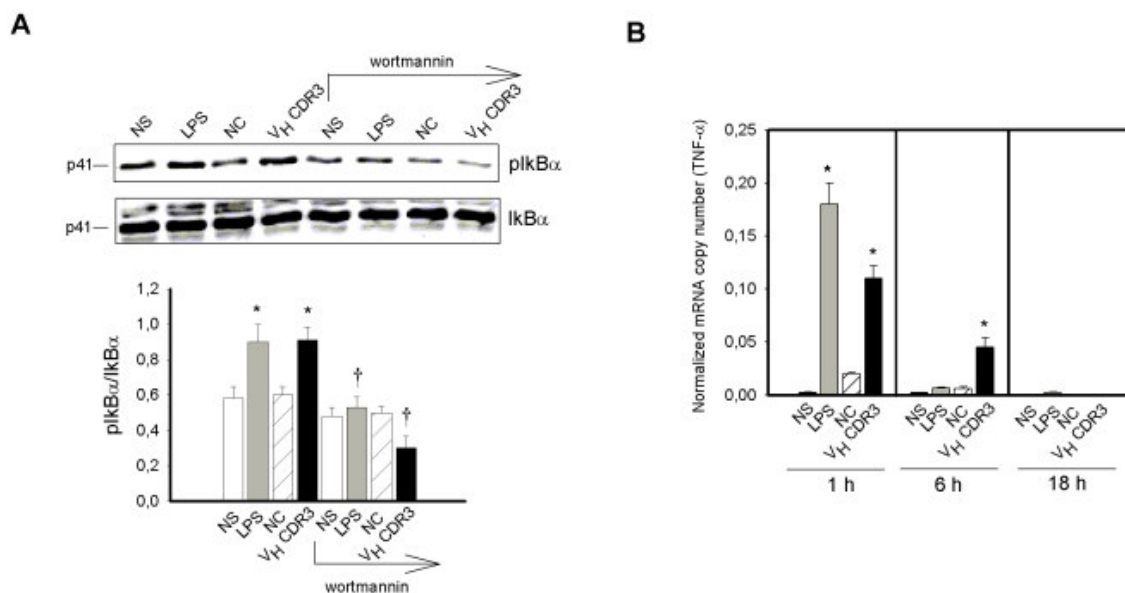 A
wortmannin
NS LPS NC VH CDR3 NS LPS NC VH CDR3
p41 pIkBα
p41 IkBα
pIkBα/IkBα
1,2
1,0
0,8
0,6
0,4
0,2
0,0
* * † †
NS LPS NC VH CDR3 NS LPS NC VH CDR3
wortmannin
B
Normalized mRNA copy number (TNF-α)
0,25
0,20
0,15
0,10
0,05
0,00
* * *
NS LPS NC VH CDR3 NS LPS NC VH CDR3 NS LPS NC VH CDR3
1 h 6 h 18 h